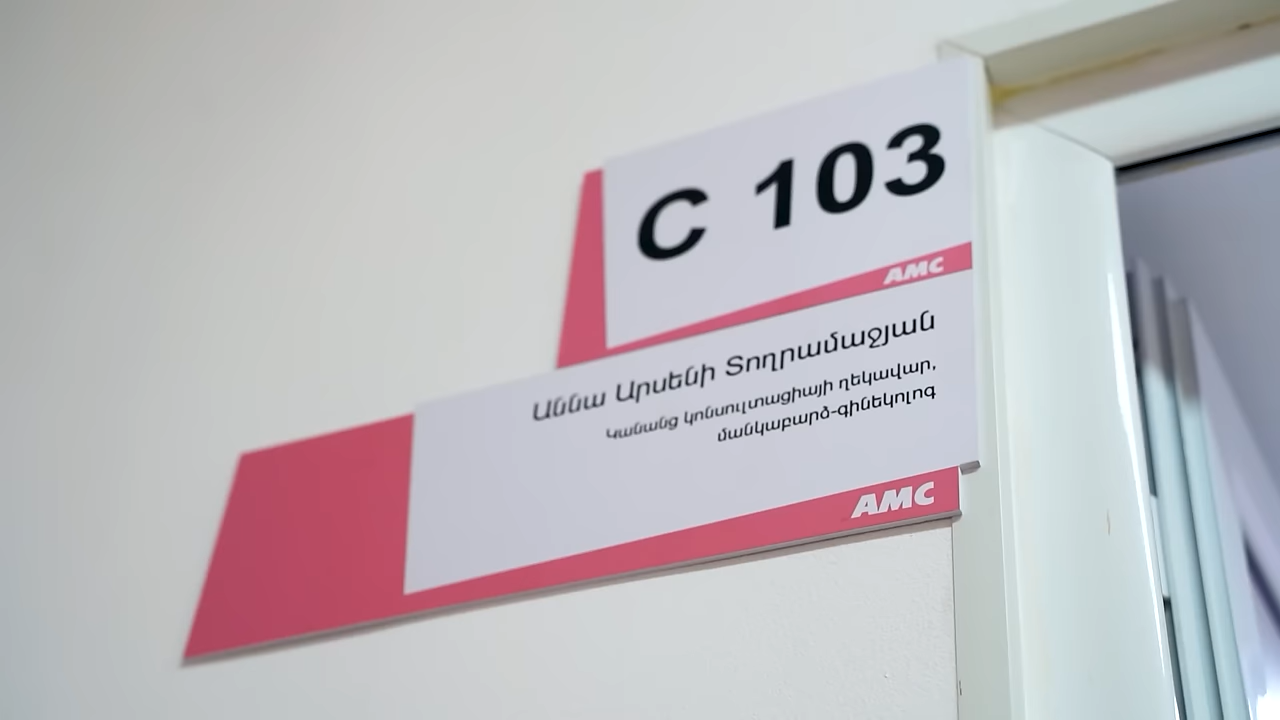 C 103
AMC
Աննա Արսենի Տողրամաջյան
Կանանց կոնսուլտացիայի ղեկավար,
մանկաբարձ-գինեկոլոգ
AMC